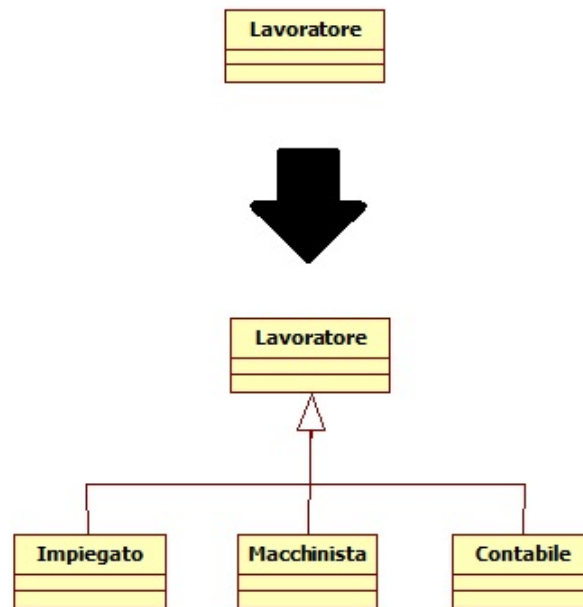 Lavoratore
Lavoratore
Impiegato
Macchinista
Contabile